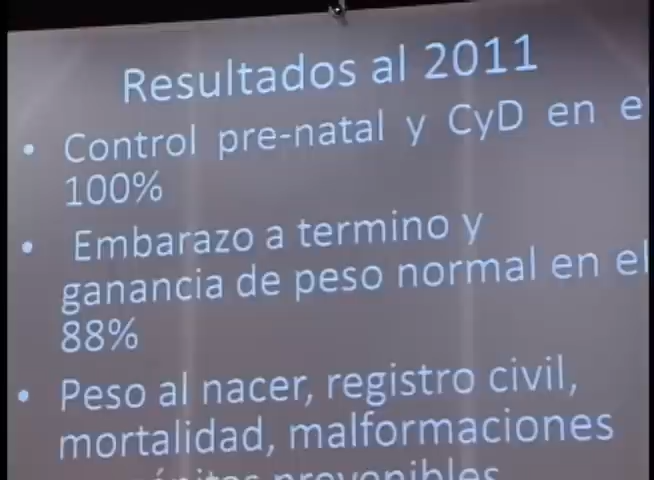 Resultados al 2011
• Control pre-natal y CyD en e
100%
• Embarazo a termino y
ganancia de peso normal en el
88%
• Peso al nacer, registro civil,
mortalidad, malformaciones